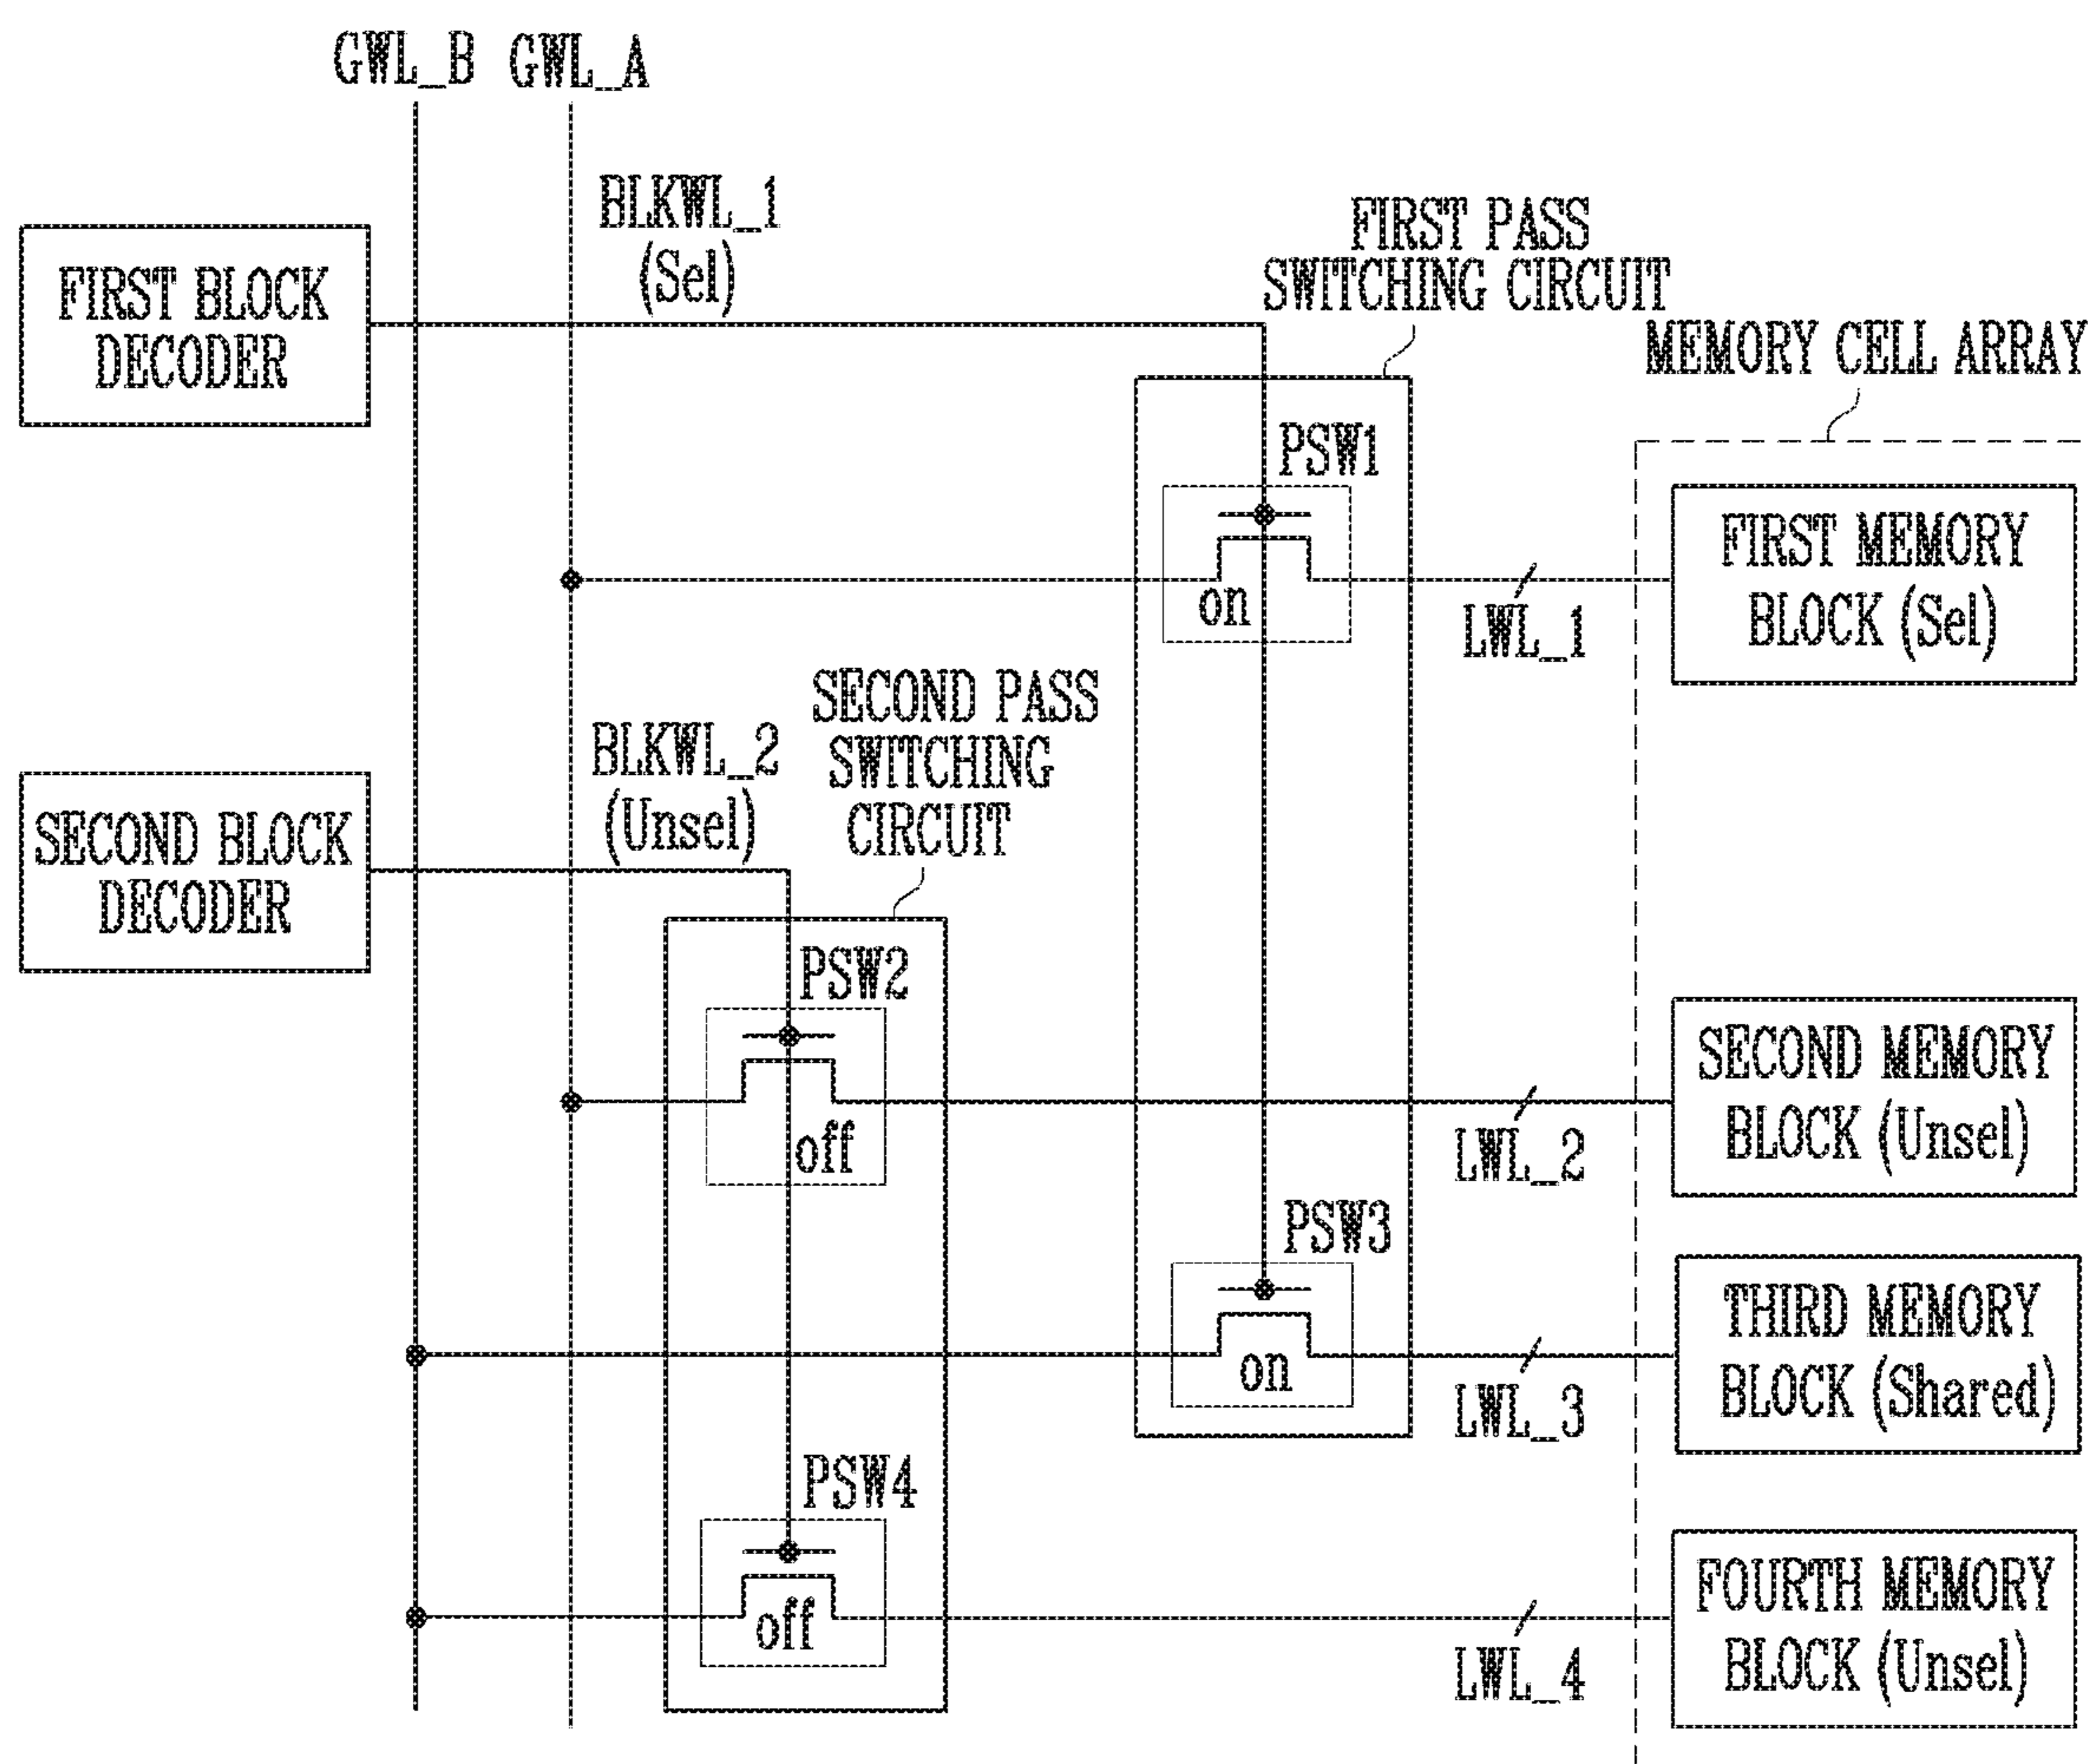 GWL_B GWL_A
BLKWL_1
(Sel)
FIRST BLOCK
DECODER
FIRST PASS
SWITCHING CIRCUIT
MEMORY CELL ARRAY
PSW1
on
LWL_1
FIRST MEMORY
BLOCK (Sel)
SECOND PASS
SWITCHING
CIRCUIT
BLKWL_2
(Unsel)
SECOND BLOCK
DECODER
PSW2
off
LWL_2
SECOND MEMORY
BLOCK (Unsel)
PSW3
on
LWL_3
THIRD MEMORY
BLOCK (Shared)
PSW4
off
LWL_4
FOURTH MEMORY
BLOCK (Unsel)